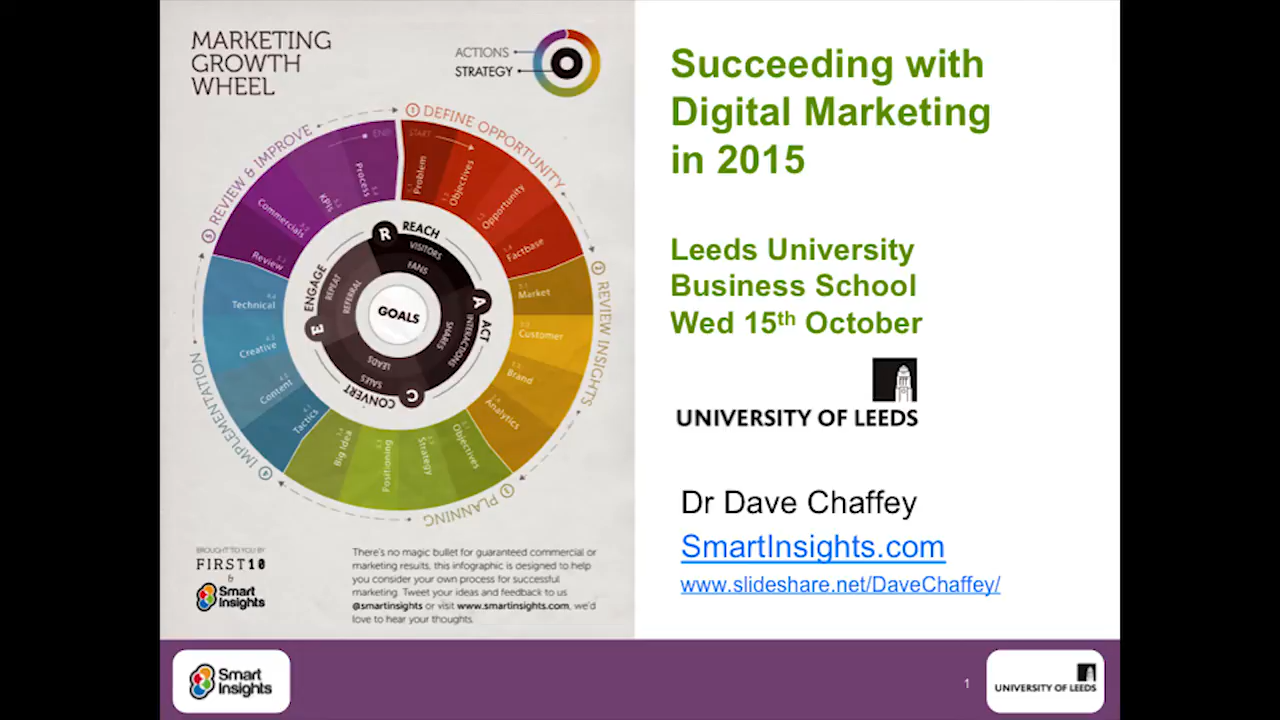 MARKETING
GROWTH
WHEEL
ACTIONS
STRATEGY
1 DEFINE OPPORTUNITY
START
Problem
Objectives
Opportunity
Factbase
2 REVIEW INSIGHTS
Market
Customer
Brand
Analytics
3 PLANNING
Objectives
Strategy
Positioning
Big Idea
4 IMPLEMENTATION
Tactics
Content
Creative
Technical
5 REVIEW & IMPROVE
Review
Commercials
KPIs
Process
END
R
REACH
VISITORS
FANS
A
ACT
INTERACTIONS
SHARES
C
CONVERT
SALES
LEADS
E
ENGAGE
REPEAT
REFERRAL
GOALS
BROUGHT TO YOU BY
FIRST10
&
Smart
Insights
There's no magic bullet for guaranteed commercial or
marketing results, this infographic is designed to help
you consider your own process for successful
marketing. Tweet your ideas and feedback to us
@smartinsights or visit www.smartinsights.com, we'd
love to hear your thoughts.
Succeeding with
Digital Marketing
in 2015
Leeds University
Business School
Wed 15th October
UNIVERSITY OF LEEDS
Dr Dave Chaffey
SmartInsights.com
www.slideshare.net/DaveChaffey/
Smart
Insights
1
UNIVERSITY OF LEEDS